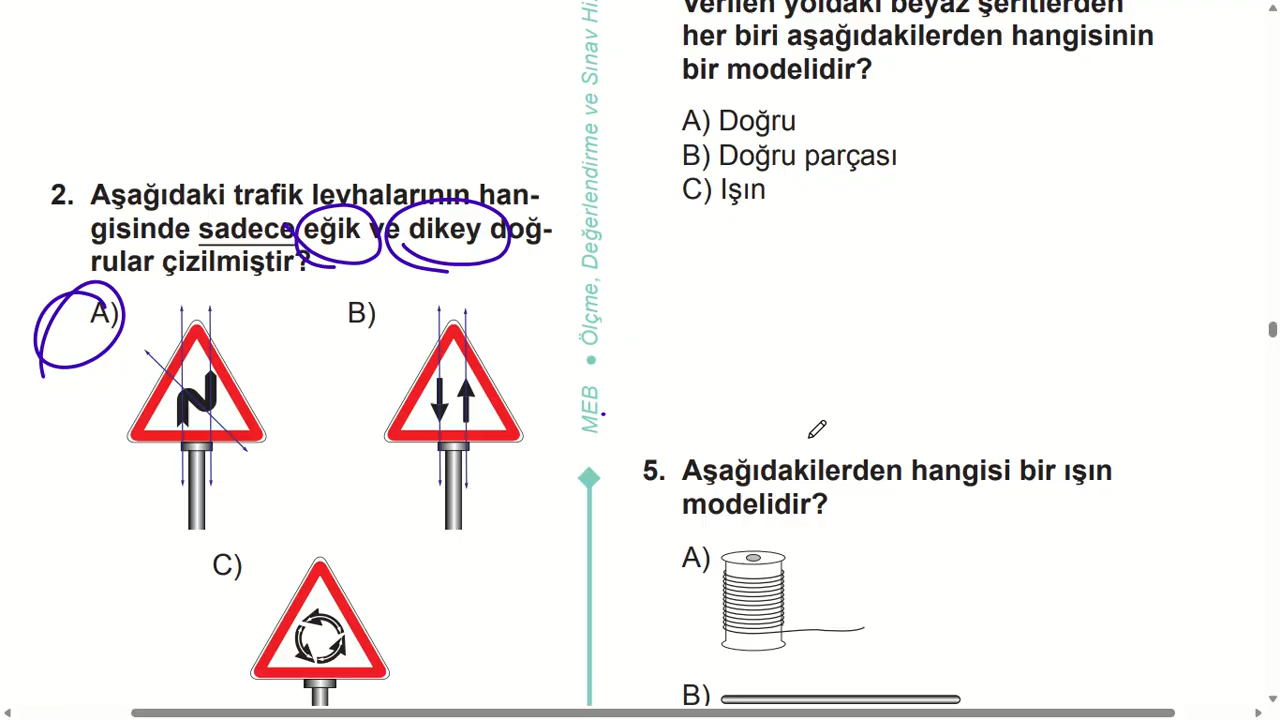 2. Aşağıdaki trafik levhalarının han-
gisinde sadece eğik ve dikey doğ-
rular çizilmiştir?
A)
B)
C)
MEB • Ölçme, Değerlendirme ve Sınav Hi
Verilen yoldaki beyaz şeritlerden
her biri aşağıdakilerden hangisinin
bir modelidir?
A) Doğru
B) Doğru parçası
C) Işın
5. Aşağıdakilerden hangisi bir ışın
modelidir?
A)
B)